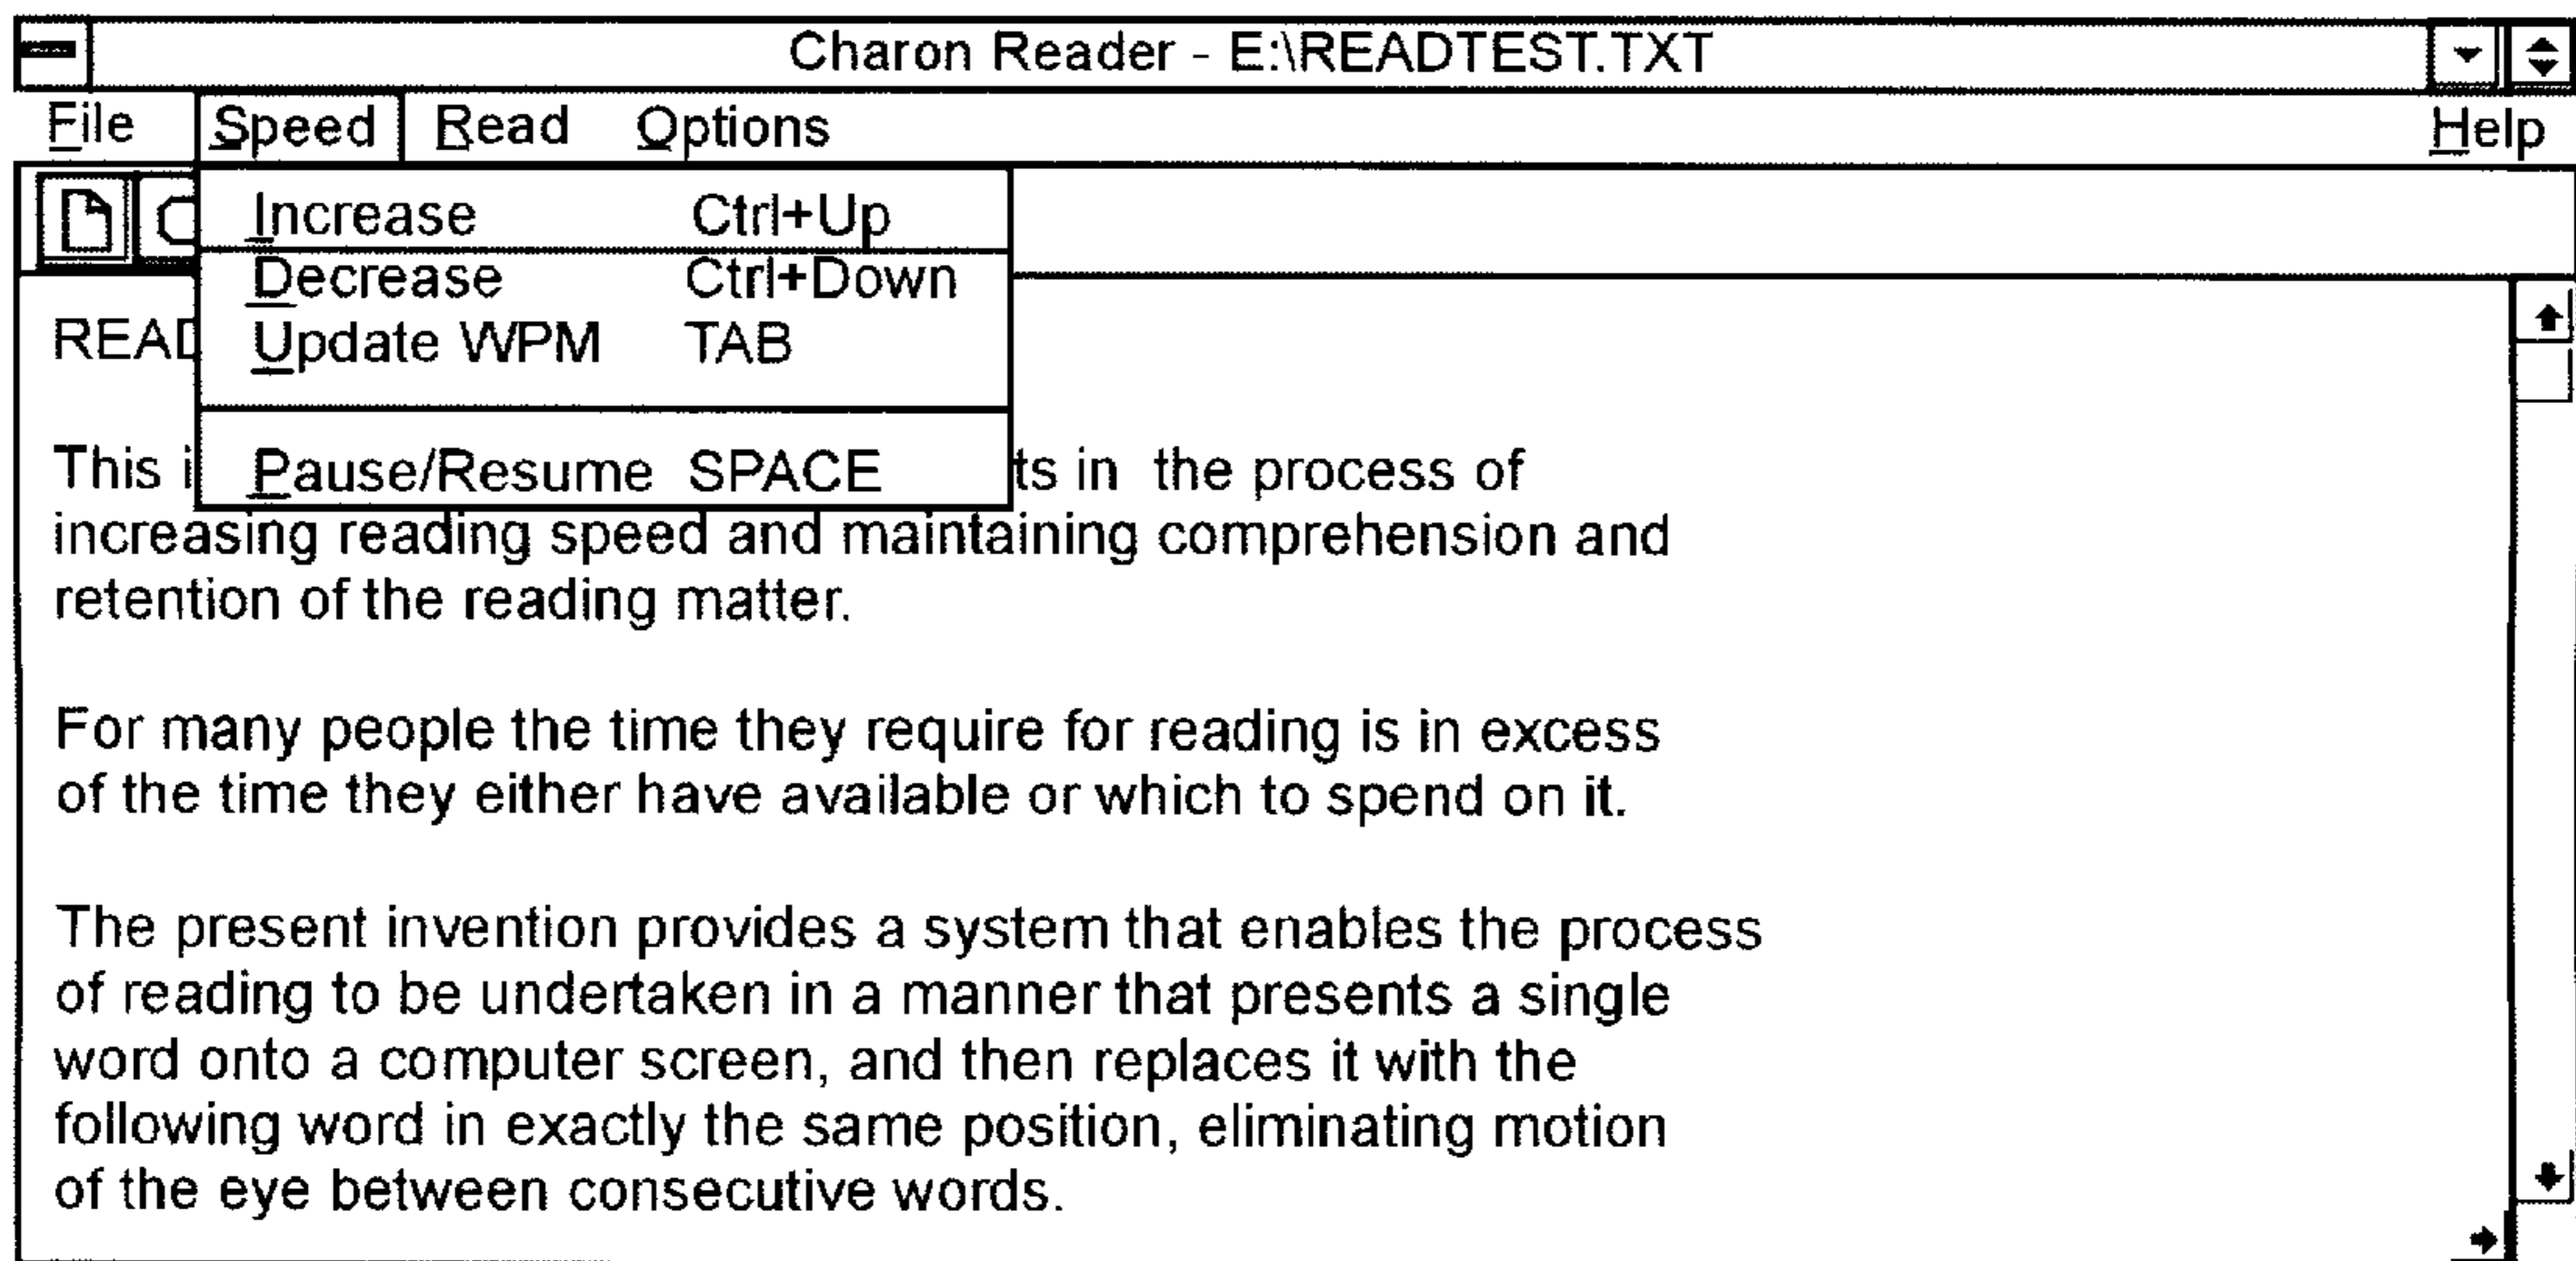 Charon Reader - E:\READTEST.TXT
File Speed Read Options Help
Increase Ctrl+Up
Decrease Ctrl+Down
Update WPM TAB
Pause/Resume SPACE
READ
This i ts in the process of
increasing reading speed and maintaining comprehension and
retention of the reading matter.
For many people the time they require for reading is in excess
of the time they either have available or which to spend on it.
The present invention provides a system that enables the process
of reading to be undertaken in a manner that presents a single
word onto a computer screen, and then replaces it with the
following word in exactly the same position, eliminating motion
of the eye between consecutive words.